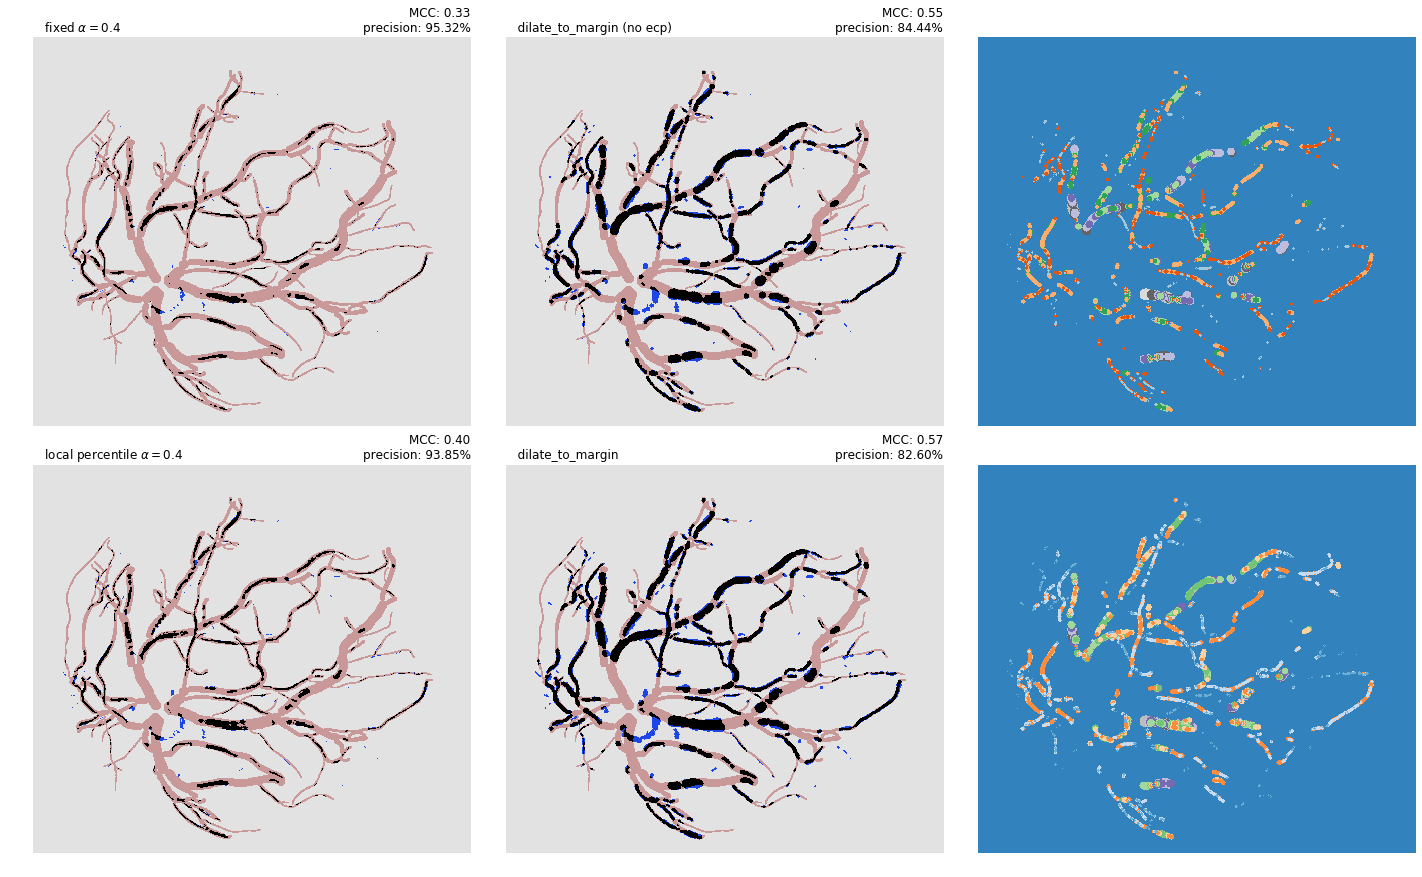 MCC: 0.33
fixed α = 0.4 precision: 95.32%
MCC: 0.55
dilate_to_margin (no ecp) precision: 84.44%
MCC: 0.40
local percentile α = 0.4 precision: 93.85%
MCC: 0.57
dilate_to_margin precision: 82.60%